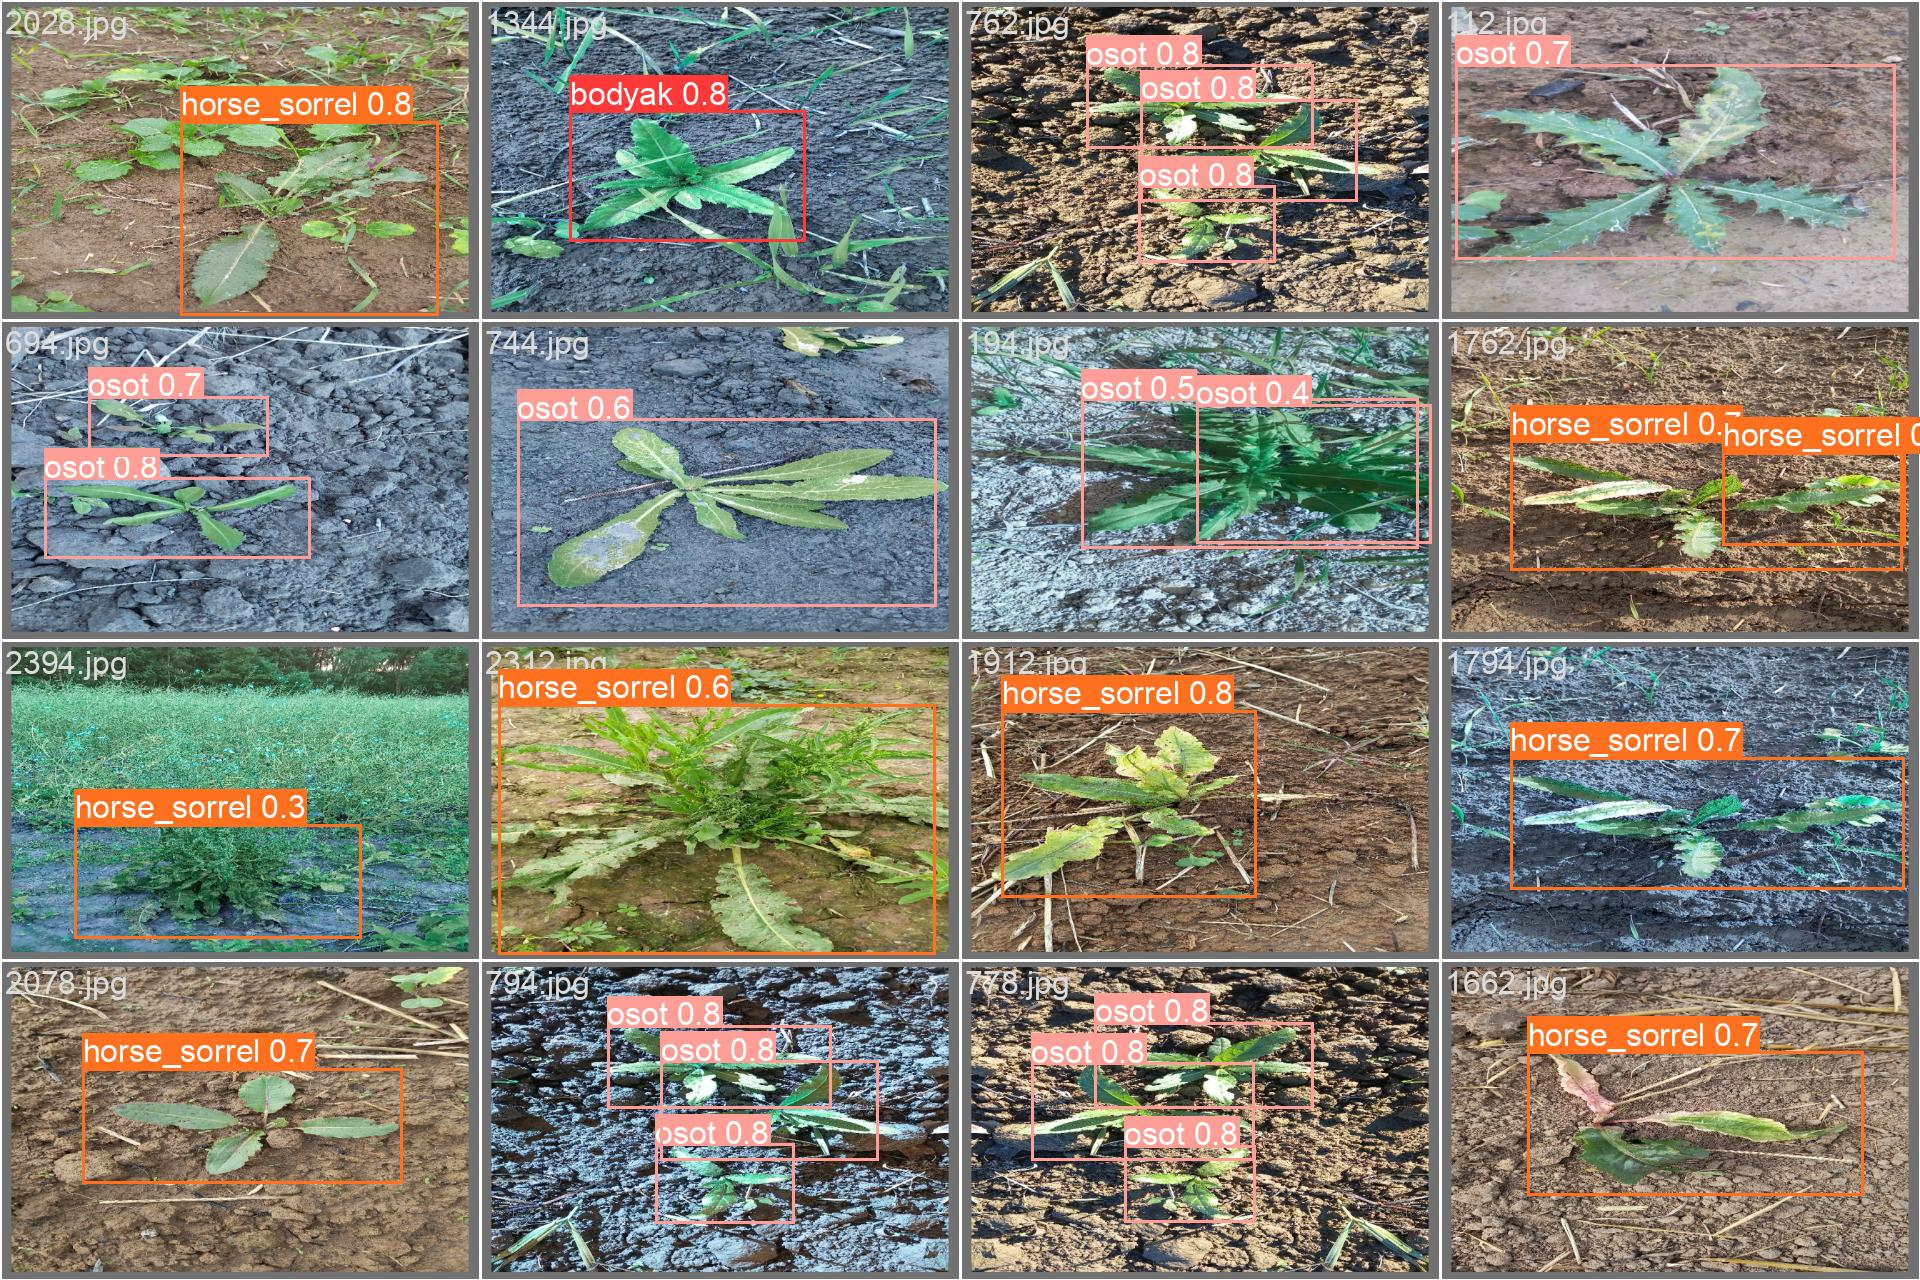 2028.jpg
horse_sorrel 0.8
1344.jpg
bodyak 0.8
762.jpg
osot 0.8
osot 0.8
osot 0.8
112.jpg
osot 0.7
694.jpg
osot 0.7
osot 0.8
744.jpg
osot 0.6
194.jpg
osot 0.5
osot 0.4
1762.jpg
horse_sorrel 0.7
horse_sorrel 0
2394.jpg
horse_sorrel 0.3
2312.jpg
horse_sorrel 0.6
1912.jpg
horse_sorrel 0.8
1794.jpg
horse_sorrel 0.7
2078.jpg
horse_sorrel 0.7
794.jpg
osot 0.8
osot 0.8
osot 0.8
778.jpg
osot 0.8
osot 0.8
osot 0.8
1662.jpg
horse_sorrel 0.7